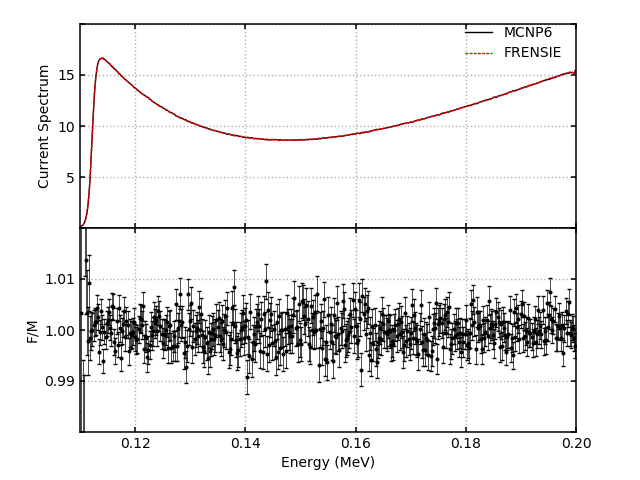 MCNP6
FRENSIE
15
10
5
Current Spectrum
1.01
1.00
0.99
F/M
0.12 0.14 0.16 0.18 0.20
Energy (MeV)